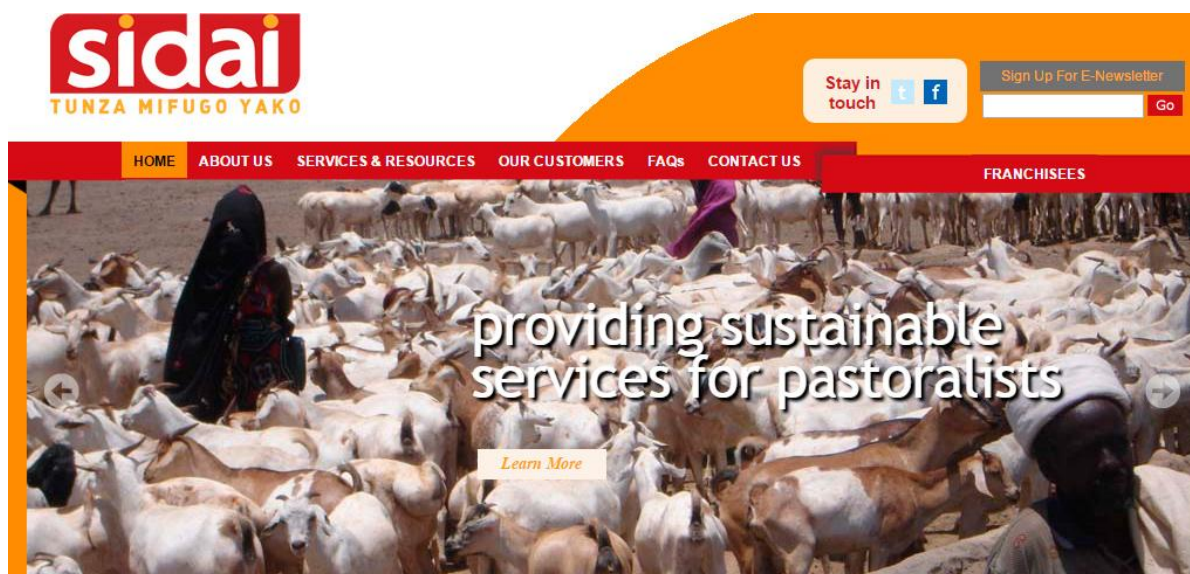 sidai
TUNZA MIFUGO YAKO
Stay in
touch
t f
Sign Up For E-Newsletter
Go
HOME ABOUT US SERVICES & RESOURCES OUR CUSTOMERS FAQs CONTACT US
FRANCHISEES
providing sustainable
services for pastoralists
Learn More